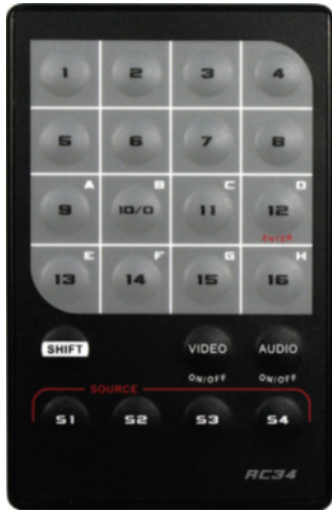 1 2 3 4
5 6 7 8
A B C D
9 10/0 11 12
ENTER
E F G H
13 14 15 16
SHIFT VIDEO AUDIO
ON/OFF ON/OFF
SOURCE
S1 S2 S3 S4
RC34